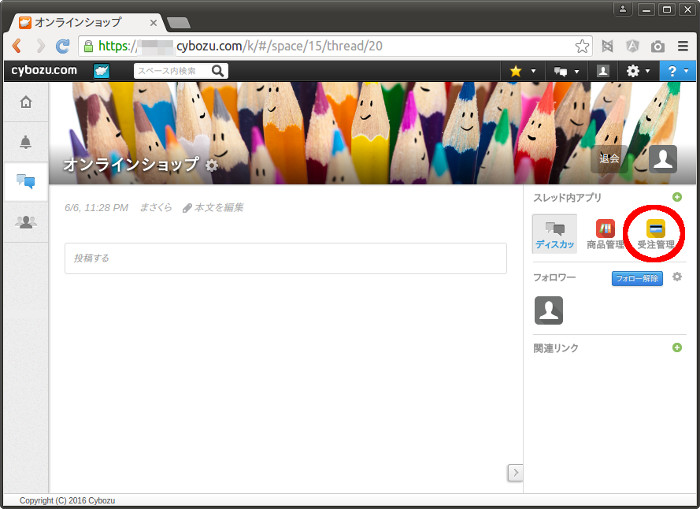 オンラインショップ
https:// .cybozu.com/k/#/space/15/thread/20
cybozu.com
スペース内検索
?
オンラインショップ
退会
6/6, 11:28 PM まさくら 本文を編集
投稿する
スレッド内アプリ
ディスカッ
商品管理
受注管理
フォロワー
フォロー解除
関連リンク
Copyright (C) 2016 Cybozu